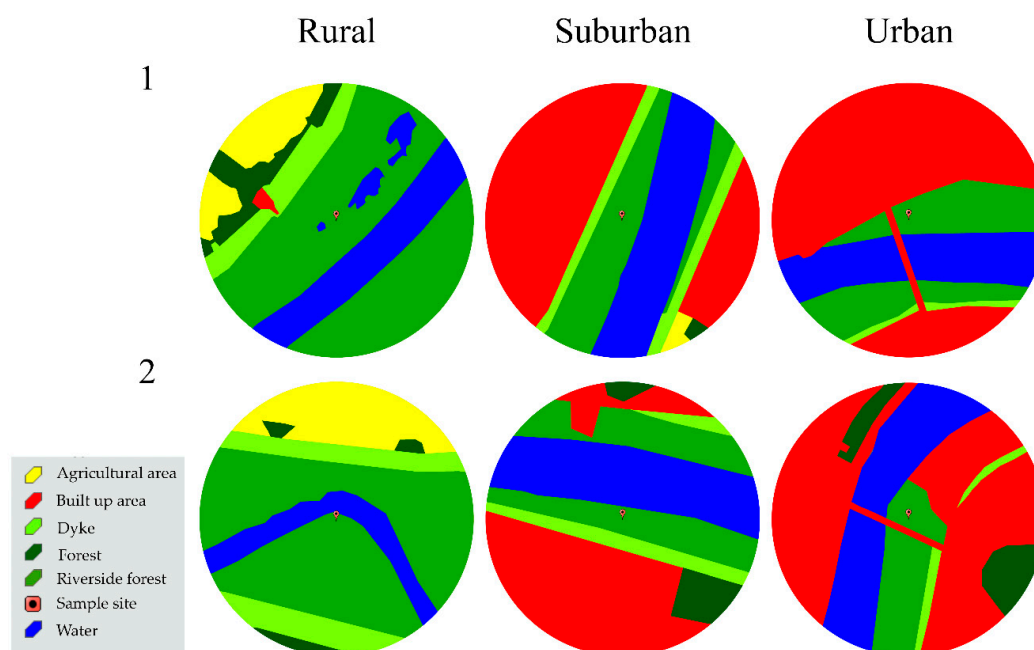 Rural Suburban Urban
1
2
Agricultural area
Built up area
Dyke
Forest
Riverside forest
Sample site
Water